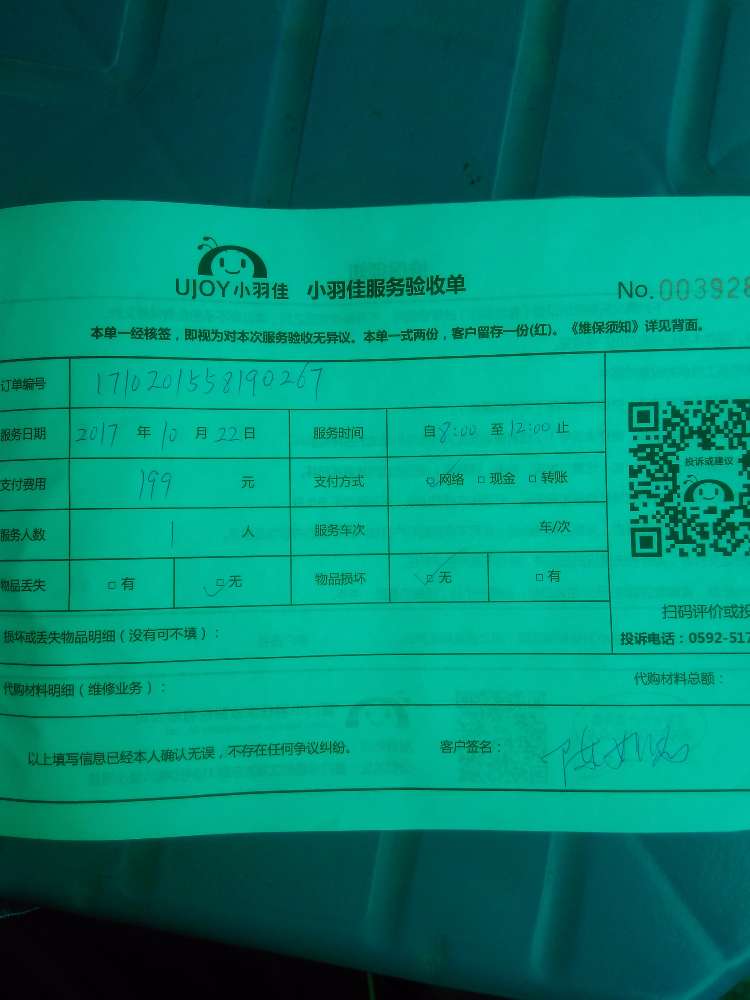 UJOY小羽佳 小羽佳服务验收单 No.003928
本单一经核签，即视为对本次服务验收无异议。本单一式两份，客户留存一份(红)。《维保须知》详见背面。
订单编号 1710201558190267
服务日期 2017 年 10 月 22 日 服务时间 自 8:00 至 12:00 止
投诉或建议
支付费用 199 元 支付方式 □网络 □现金 □转账
服务人数 1 人 服务车次 车/次
物品丢失 □有 □无 物品损坏 □无 □有
扫码评价或投
损坏或丢失物品明细（没有可不填）： 投诉电话：0592-517
代购材料明细（维修业务）： 代购材料总额：
以上填写信息已经本人确认无误，不存在任何争议纠纷。 客户签名：